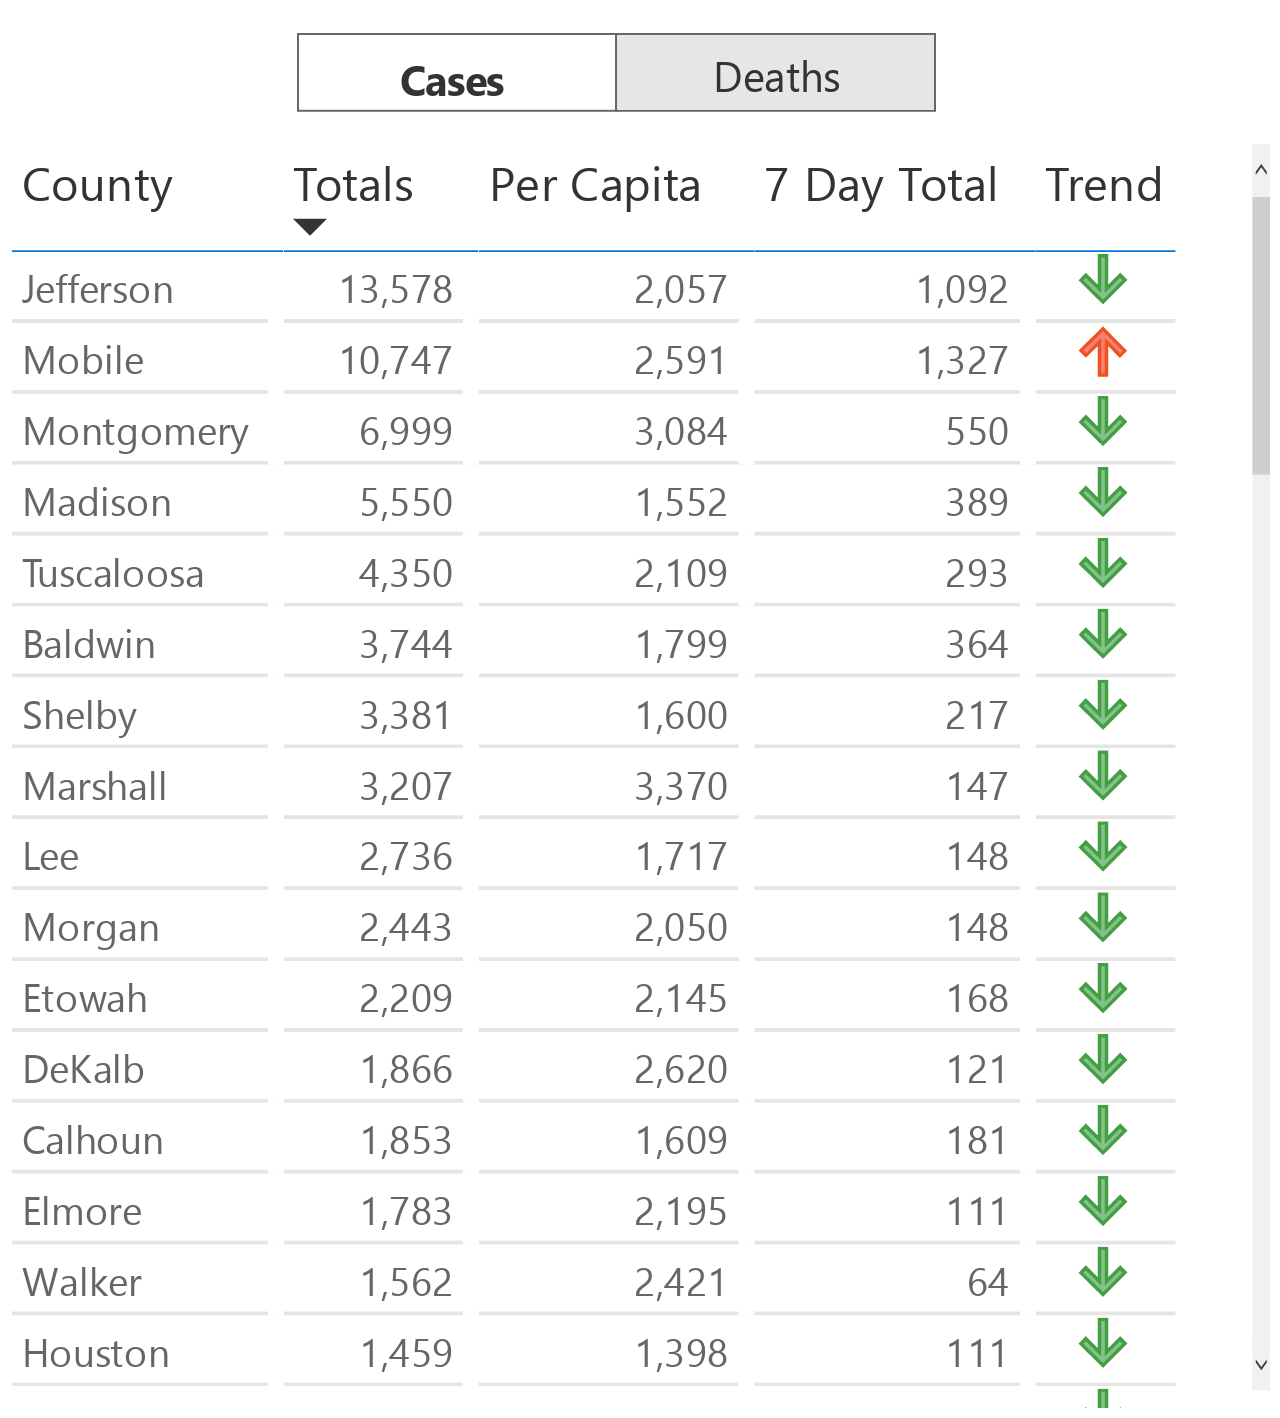 Cases Deaths
County Totals Per Capita 7 Day Total Trend
Jefferson 13,578 2,057 1,092
Mobile 10,747 2,591 1,327
Montgomery 6,999 3,084 550
Madison 5,550 1,552 389
Tuscaloosa 4,350 2,109 293
Baldwin 3,744 1,799 364
Shelby 3,381 1,600 217
Marshall 3,207 3,370 147
Lee 2,736 1,717 148
Morgan 2,443 2,050 148
Etowah 2,209 2,145 168
DeKalb 1,866 2,620 121
Calhoun 1,853 1,609 181
Elmore 1,783 2,195 111
Walker 1,562 2,421 64
Houston 1,459 1,398 111